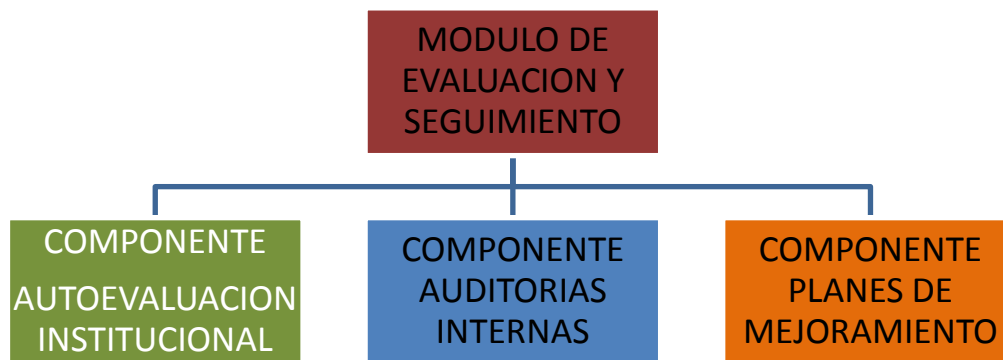 MODULO DE
EVALUACION Y
SEGUIMIENTO
COMPONENTE
AUTOEVALUACION
INSTITUCIONAL
COMPONENTE
AUDITORIAS
INTERNAS
COMPONENTE
PLANES DE
MEJORAMIENTO